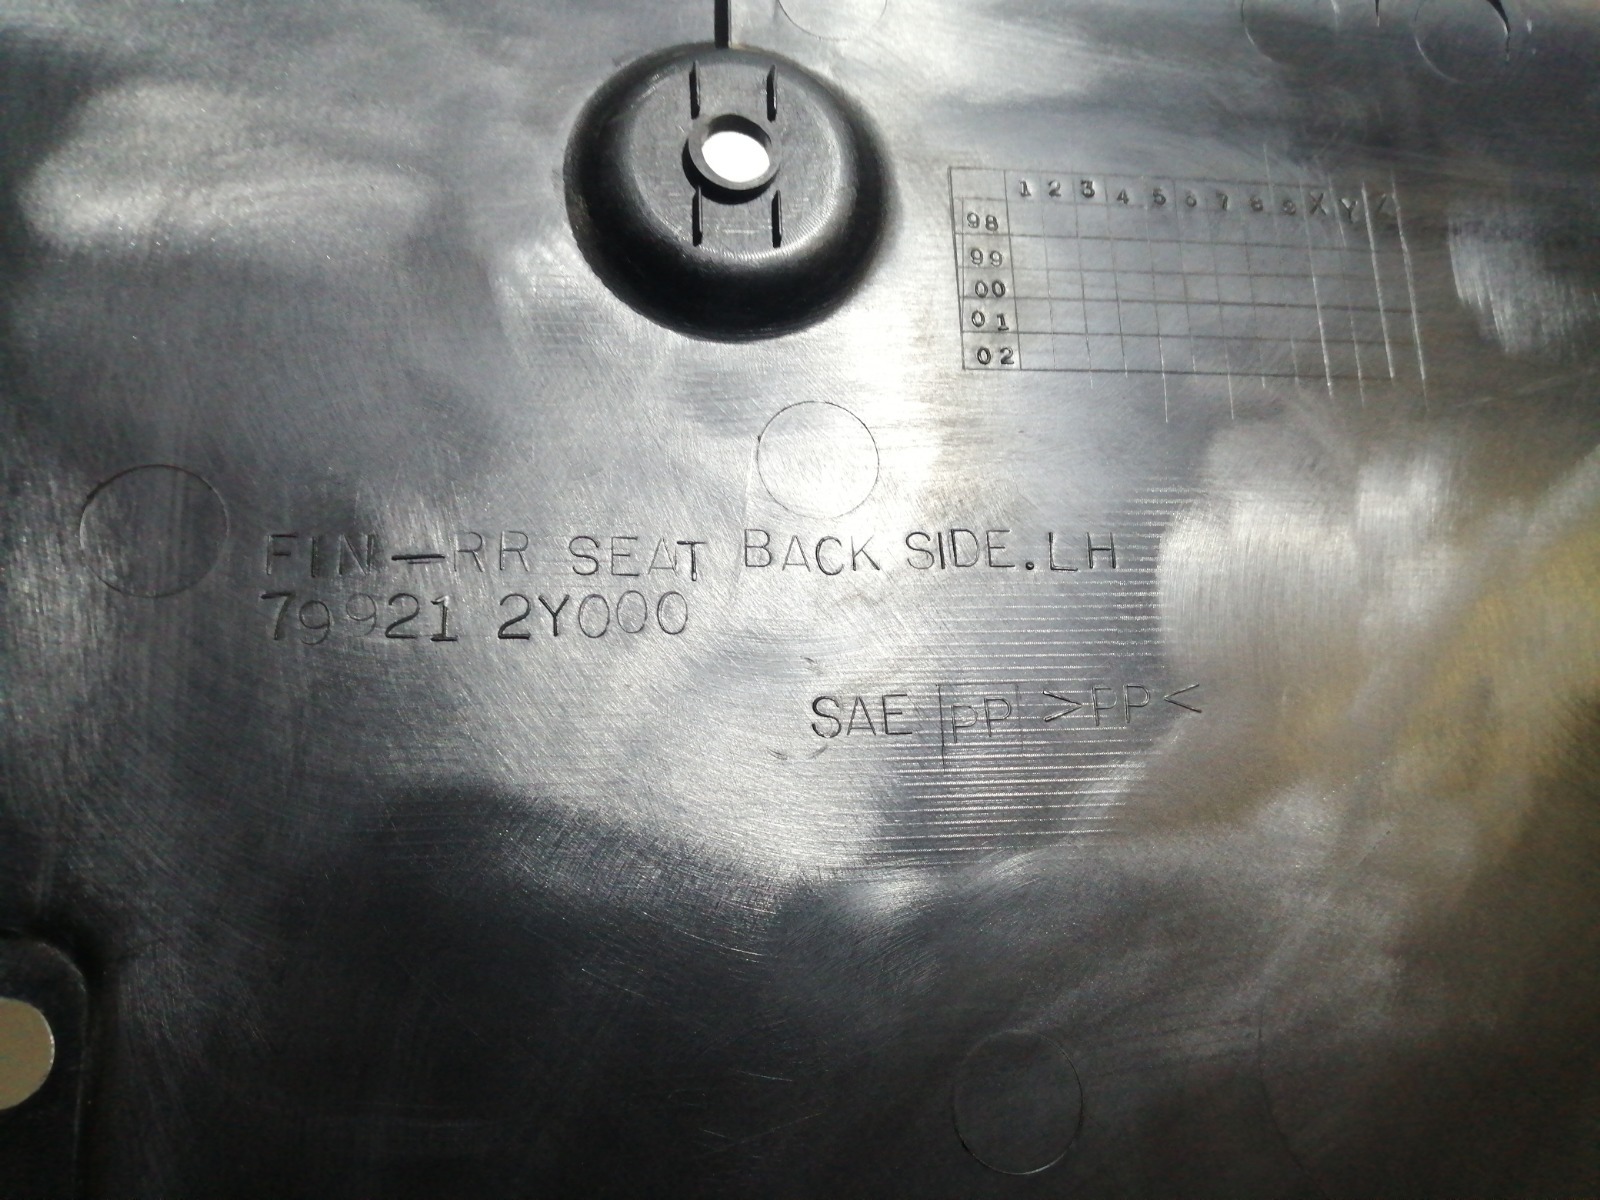 1 2 3 4 5 6 7 8 9 X Y Z
98
99
00
01
02
FIN-RR SEAT BACK SIDE.LH
79921 2Y000
SAE PP >PP<